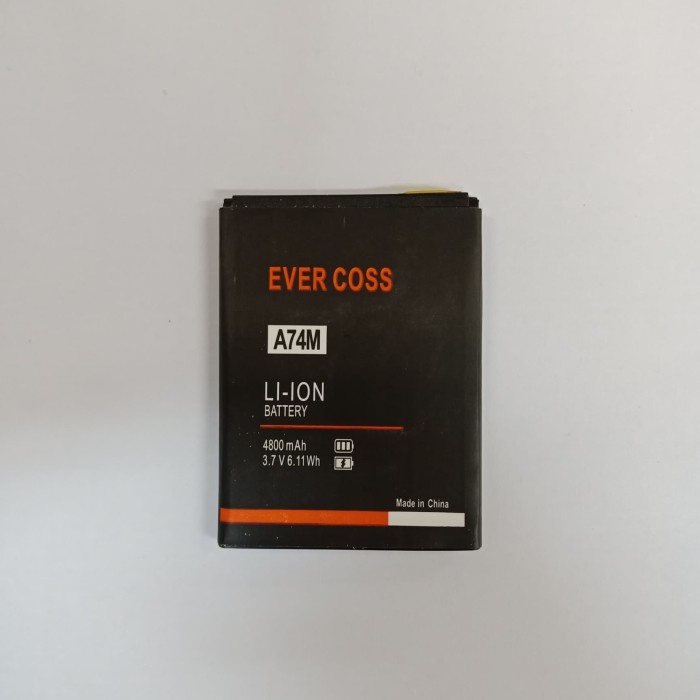 EVER COSS
A74M
LI-ION
BATTERY
4800 mAh
3.7 V 6.11Wh
Made in China